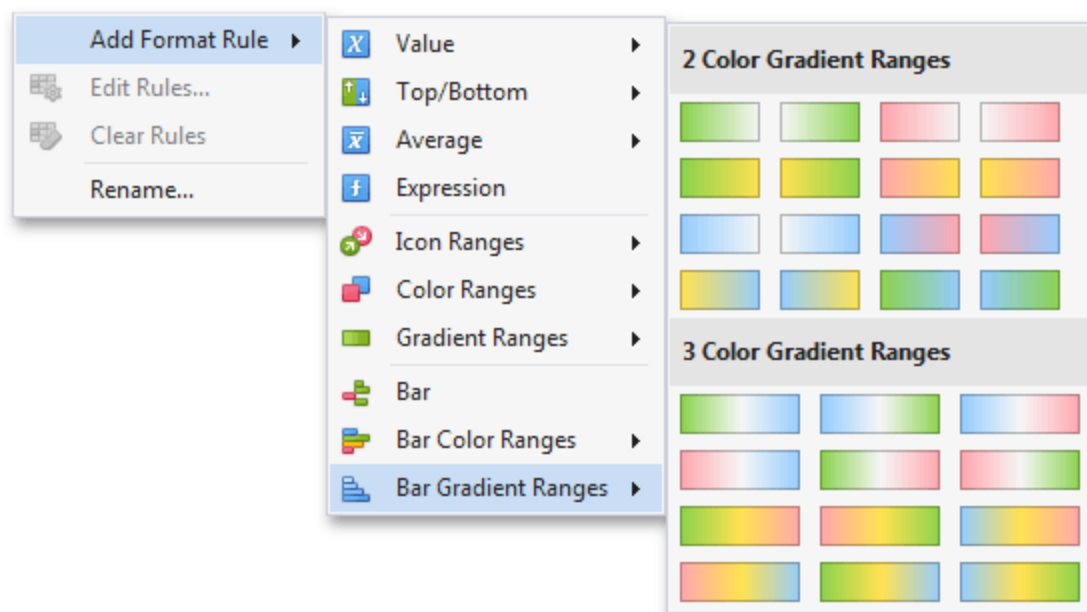 Add Format Rule
Edit Rules...
Clear Rules
Rename...
Value
Top/Bottom
Average
Expression
Icon Ranges
Color Ranges
Gradient Ranges
Bar
Bar Color Ranges
Bar Gradient Ranges
2 Color Gradient Ranges
3 Color Gradient Ranges